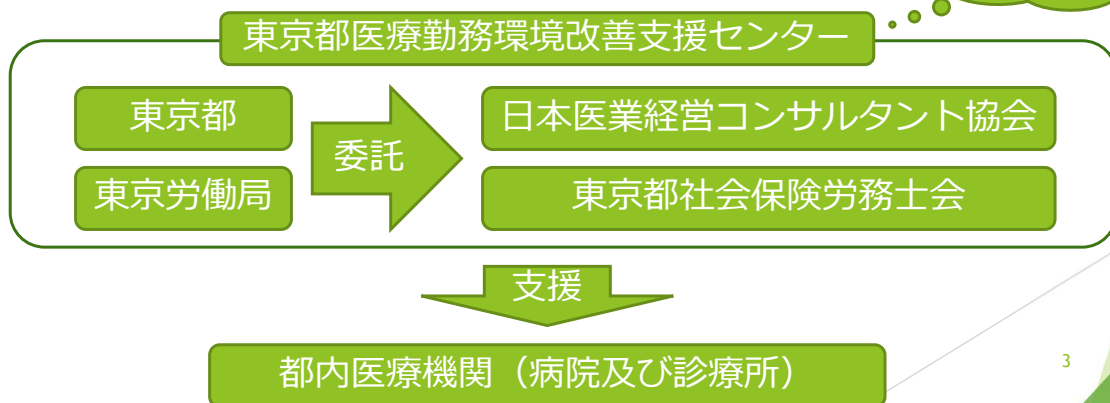 東京都医療勤務環境改善支援センター
東京都
委託
日本医業経営コンサルタント協会
東京労働局
東京都社会保険労務士会
支援
都内医療機関（病院及び診療所）
3